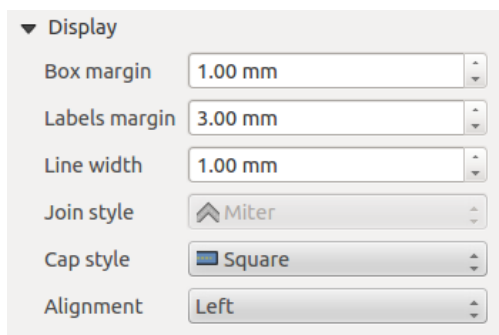 Display
Box margin 1.00 mm
Labels margin 3.00 mm
Line width 1.00 mm
Join style Miter
Cap style Square
Alignment Left